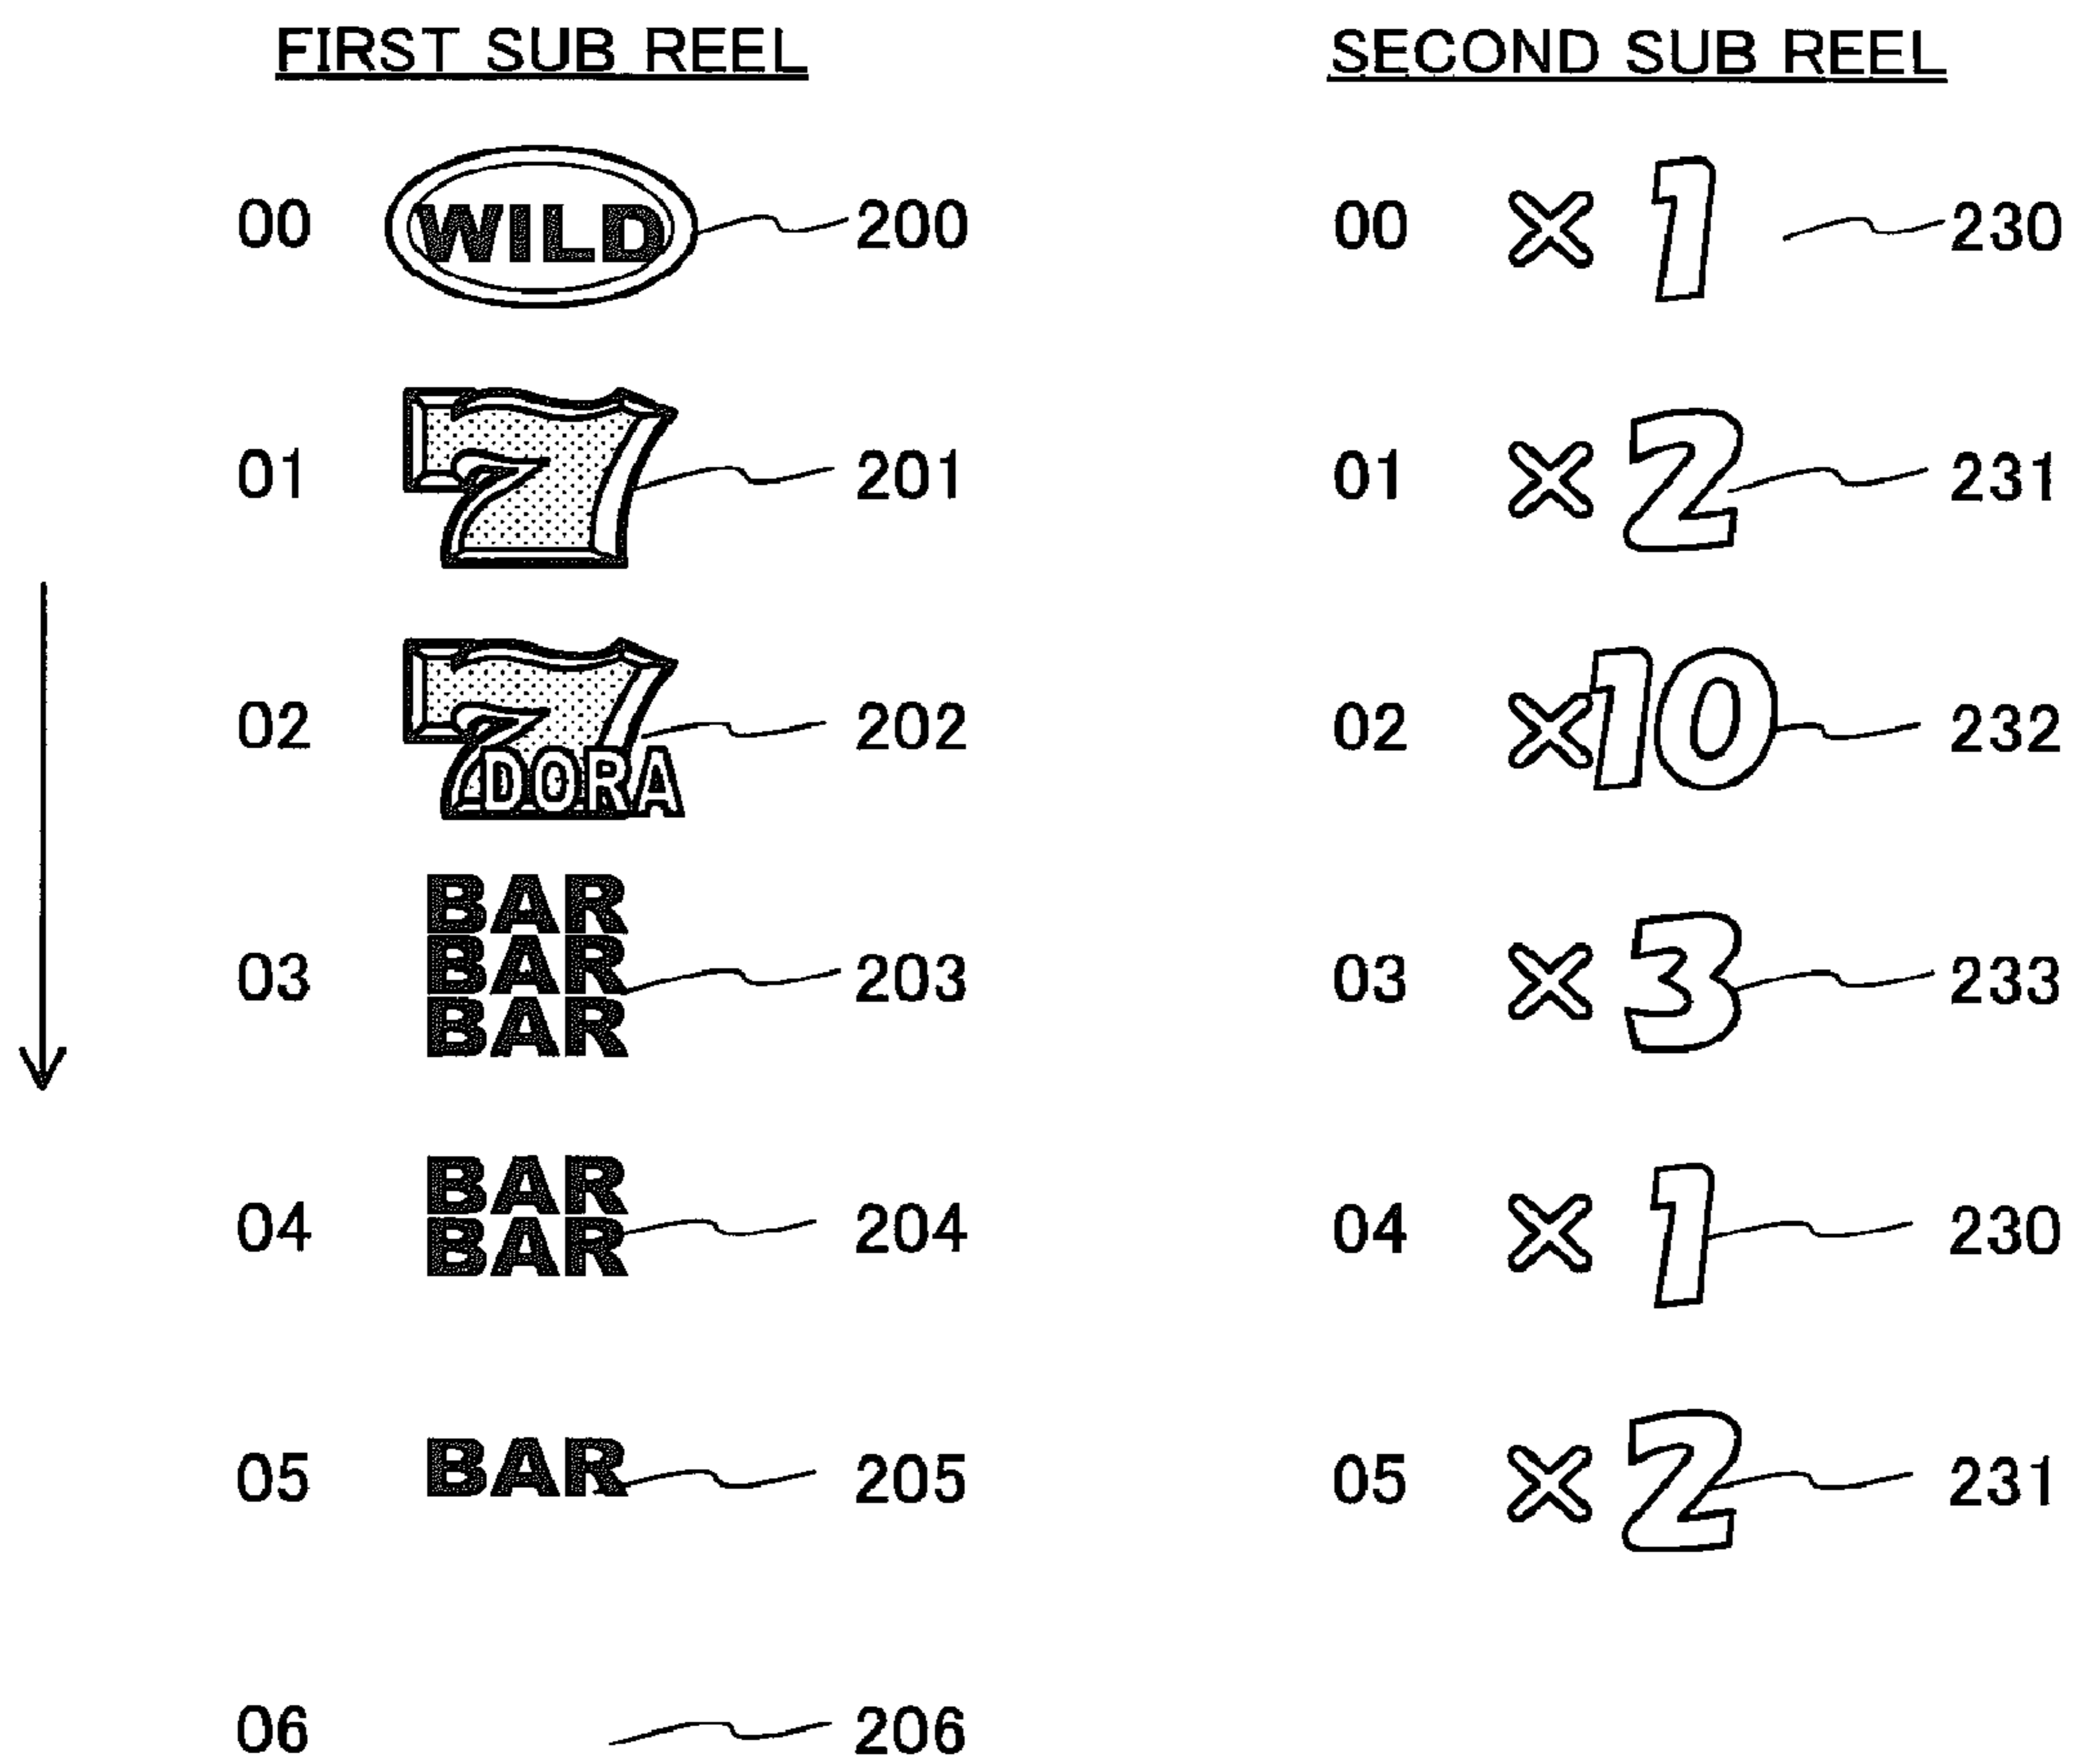 FIRST SUB REEL SECOND SUB REEL
00 WILD 200 00 ×1 230
01 7 201 01 ×2 231
02 7 DORA 202 02 ×10 232
BAR
03 BAR 203 03 ×3 233
BAR
BAR
04 BAR 204 04 ×1 230
05 BAR 205 05 ×2 231
06 206